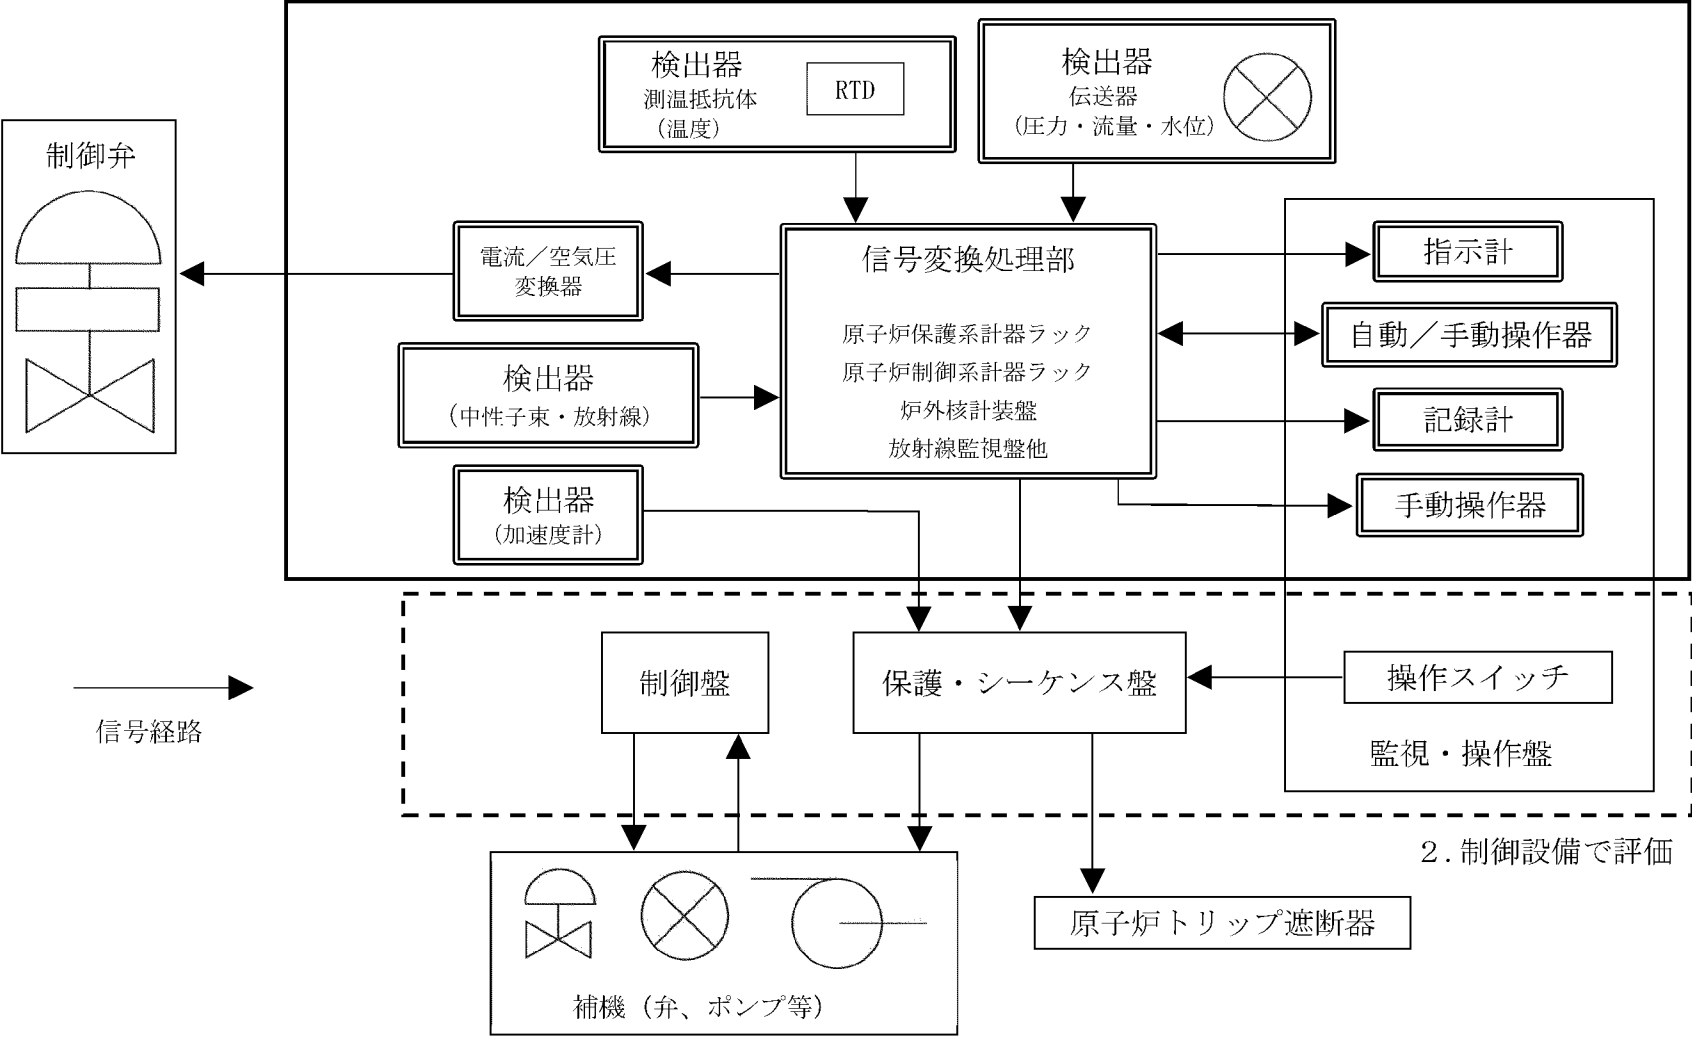 検出器
測温抵抗体
（温度）
RTD
検出器
伝送器
（圧力・流量・水位）
制御弁
電流／空気圧
変換器
信号変換処理部
原子炉保護系計器ラック
原子炉制御系計器ラック
炉外核計装盤
放射線監視盤他
指示計
自動／手動操作器
記録計
手動操作器
検出器
（中性子束・放射線）
検出器
（加速度計）
制御盤
保護・シーケンス盤
操作スイッチ
監視・操作盤
信号経路
２．制御設備で評価
原子炉トリップ遮断器
補機（弁、ポンプ等）